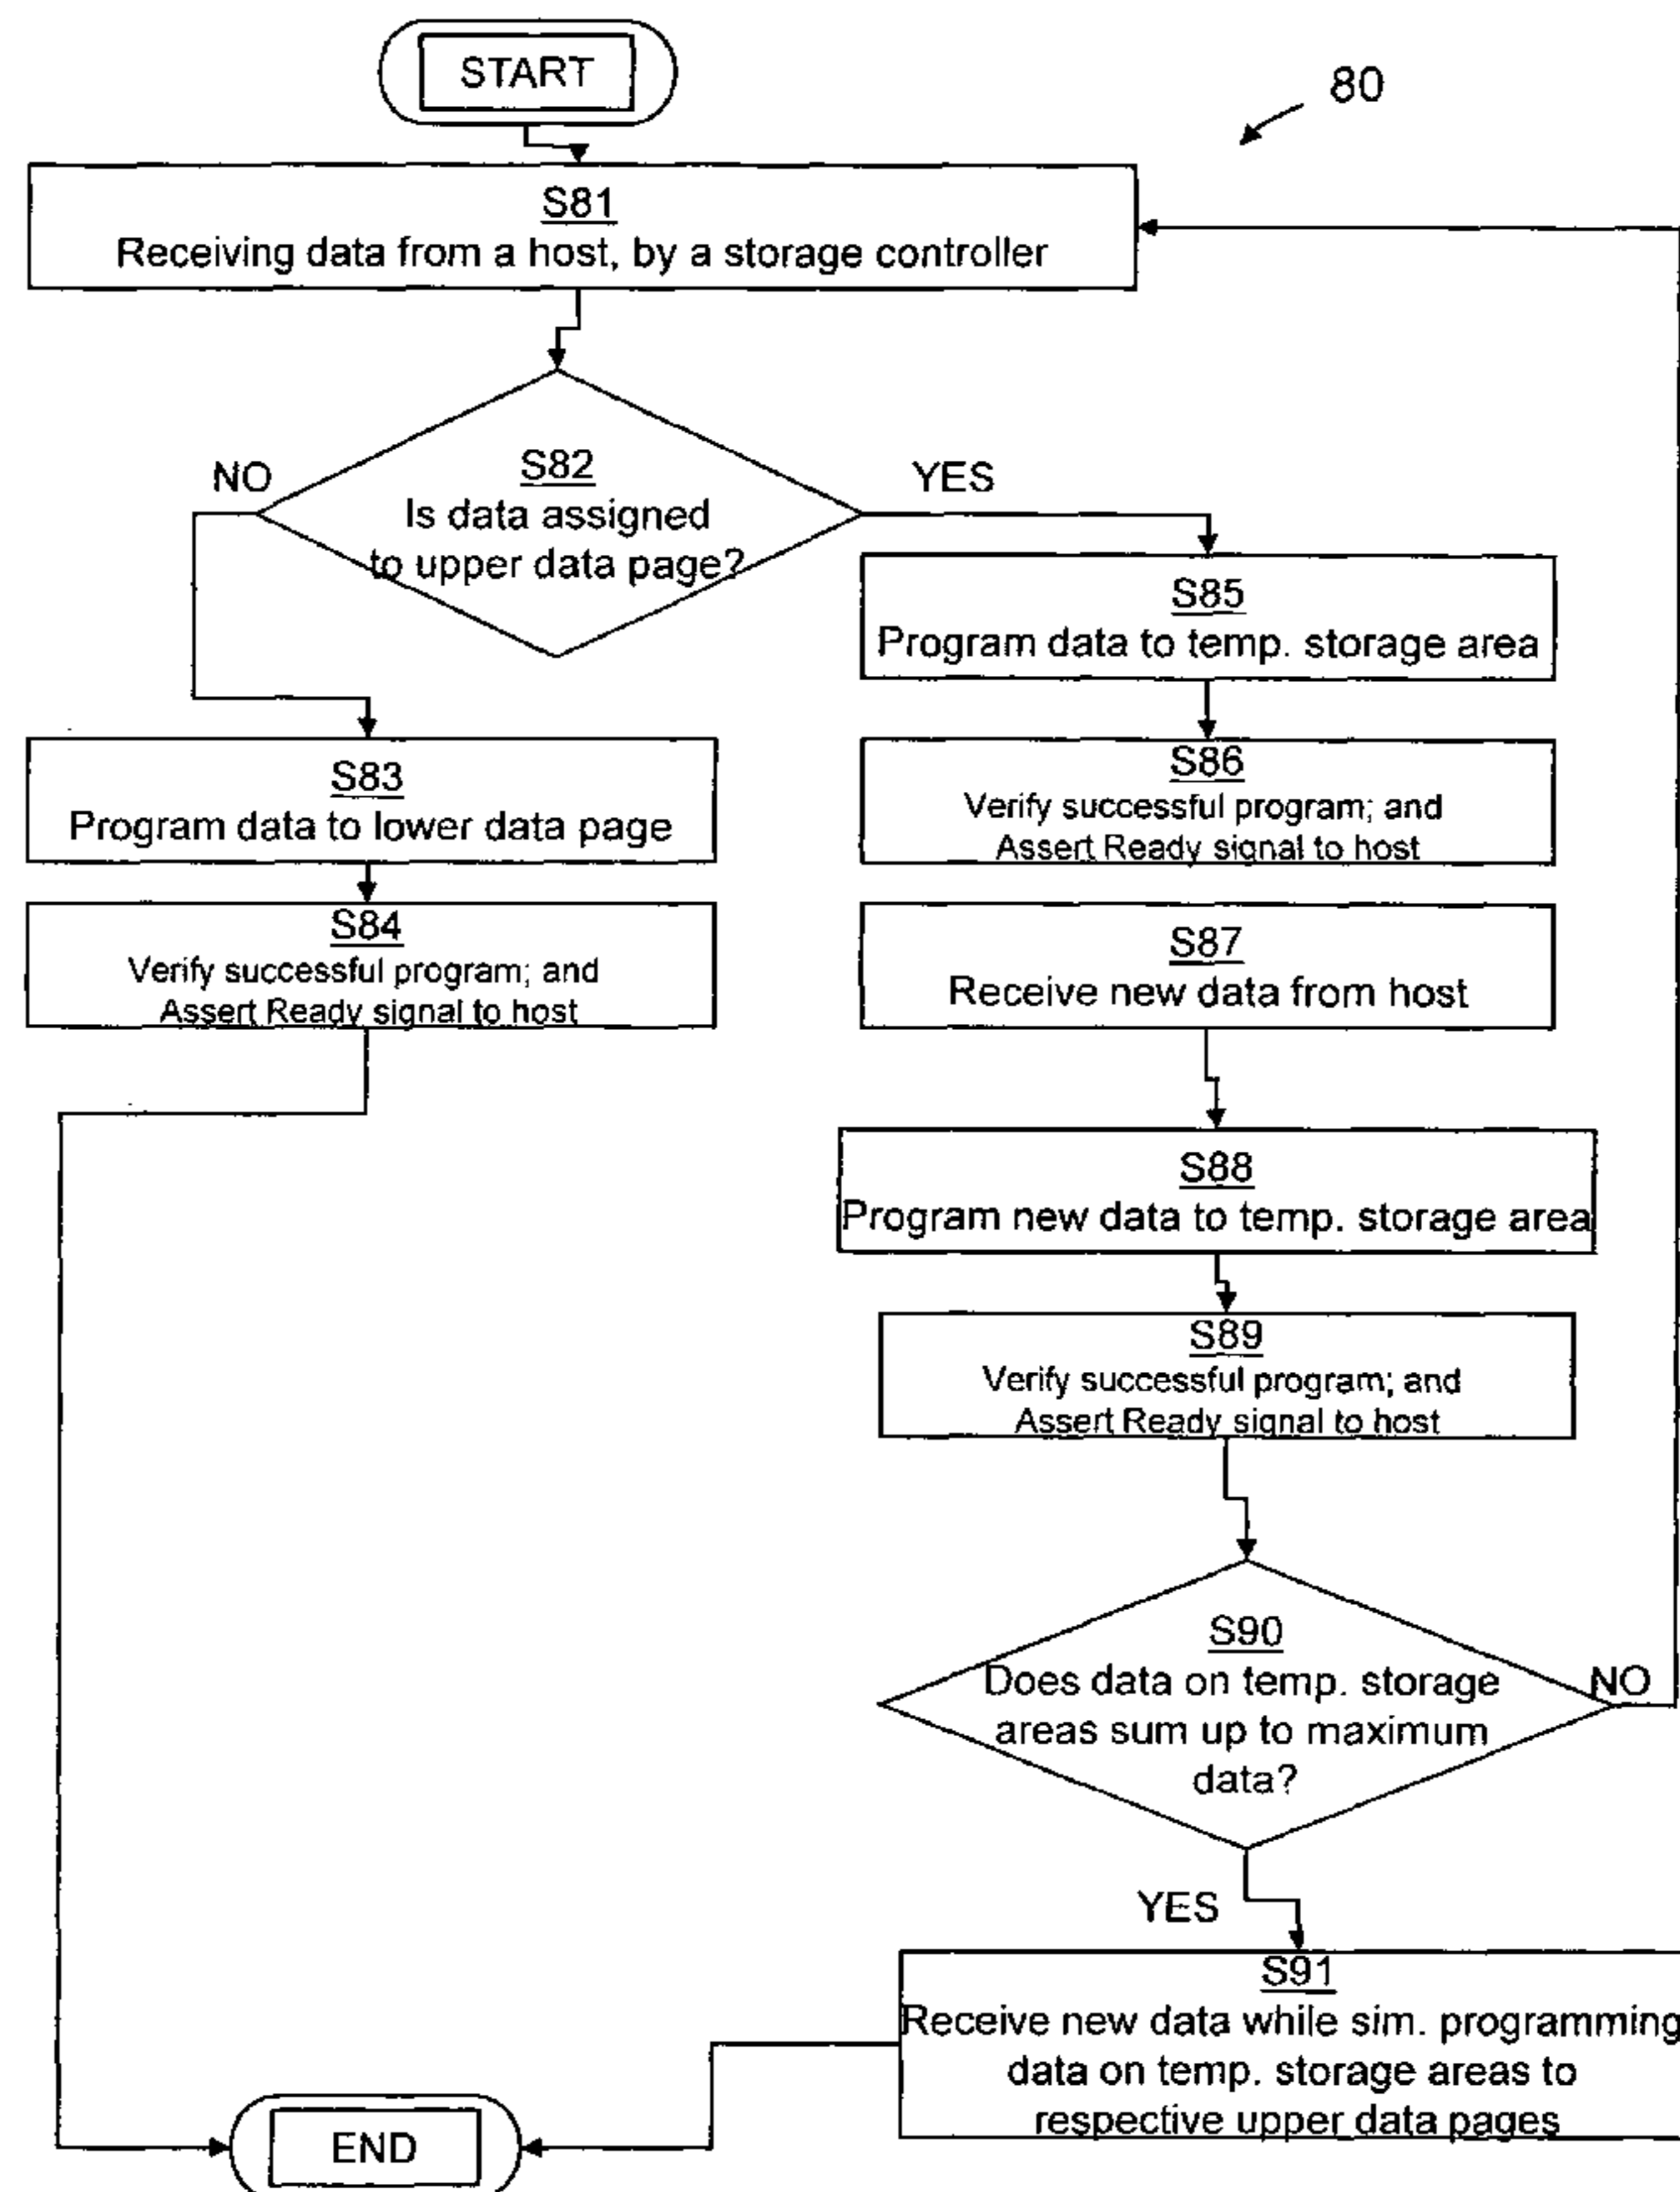 START
80
S81
Receiving data from a host, by a storage controller
S82
Is data assigned
to upper data page?
NO
YES
S85
Program data to temp. storage area
S83
Program data to lower data page
S86
Verify successful program; and
Assert Ready signal to host
S84
Verify successful program; and
Assert Ready signal to host
S87
Receive new data from host
S88
Program new data to temp. storage area
S89
Verify successful program; and
Assert Ready signal to host
S90
Does data on temp. storage
areas sum up to maximum
data?
NO
YES
S91
Receive new data while sim. programming
data on temp. storage areas to
respective upper data pages
END